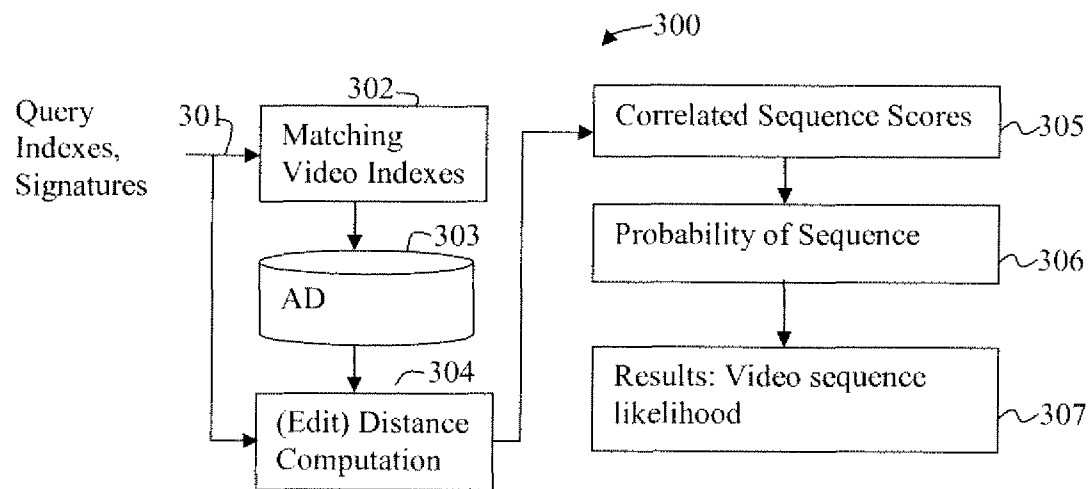 300
Query
Indexes,
Signatures
301
302
Matching
Video Indexes
303
AD
304
(Edit) Distance
Computation
Correlated Sequence Scores
305
Probability of Sequence
306
Results: Video sequence
likelihood
307